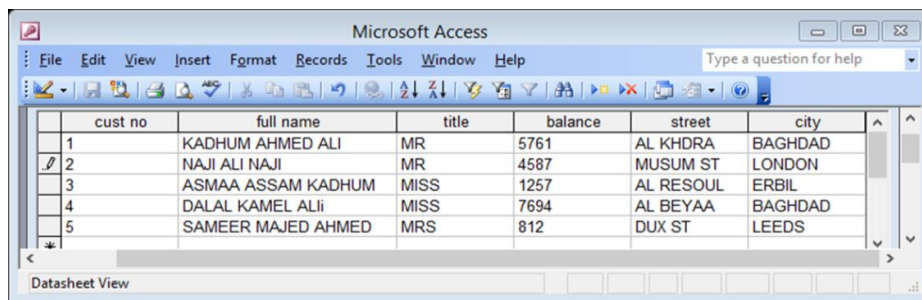 Microsoft Access
File Edit View Insert Format Records Tools Window Help Type a question for help
cust no full name title balance street city
1 KADHUM AHMED ALI MR 5761 AL KHDRA BAGHDAD
2 NAJI ALI NAJI MR 4587 MUSUM ST LONDON
3 ASMAA ASSAM KADHUM MISS 1257 AL RESOUL ERBIL
4 DALAL KAMEL ALIi MISS 7694 AL BEYAA BAGHDAD
5 SAMEER MAJED AHMED MRS 812 DUX ST LEEDS
Datasheet View